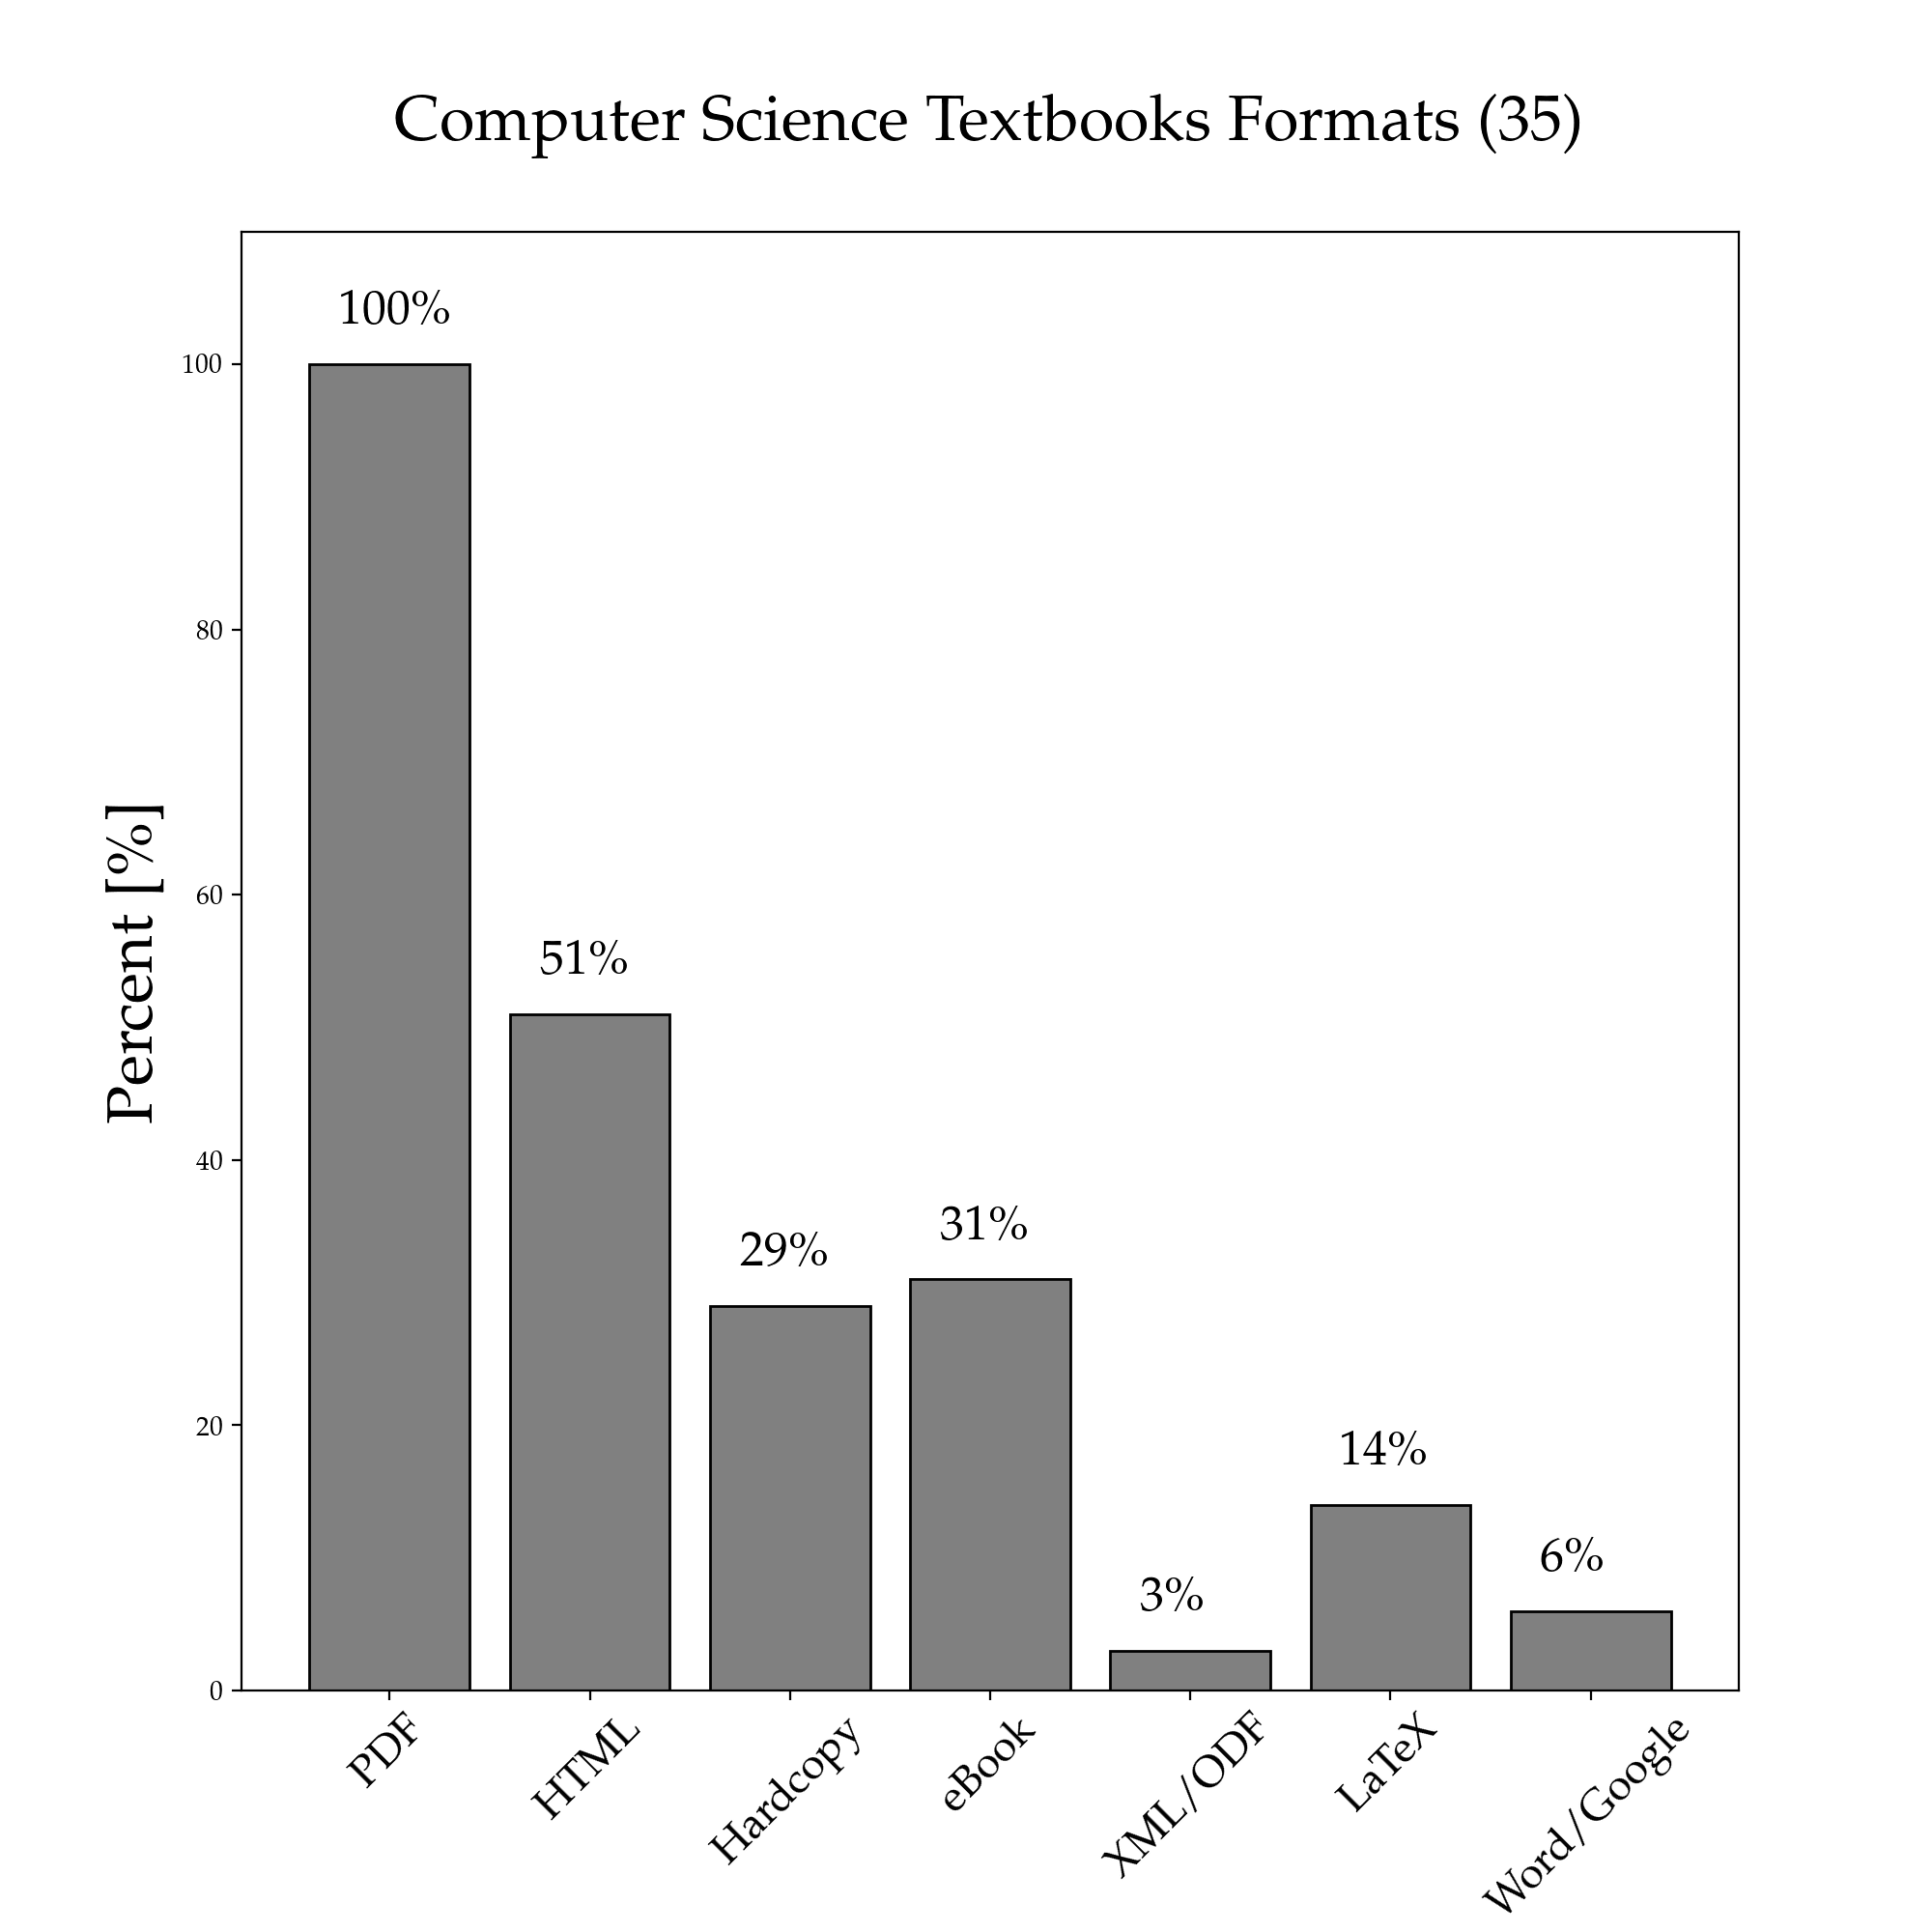 Computer Science Textbooks Formats (35)
Percent [%]
100
80
60
40
20
0
100%
51%
29%
31%
3%
14%
6%
PDF
HTML
Hardcopy
eBook
XML/ODF
LaTeX
Word/Google